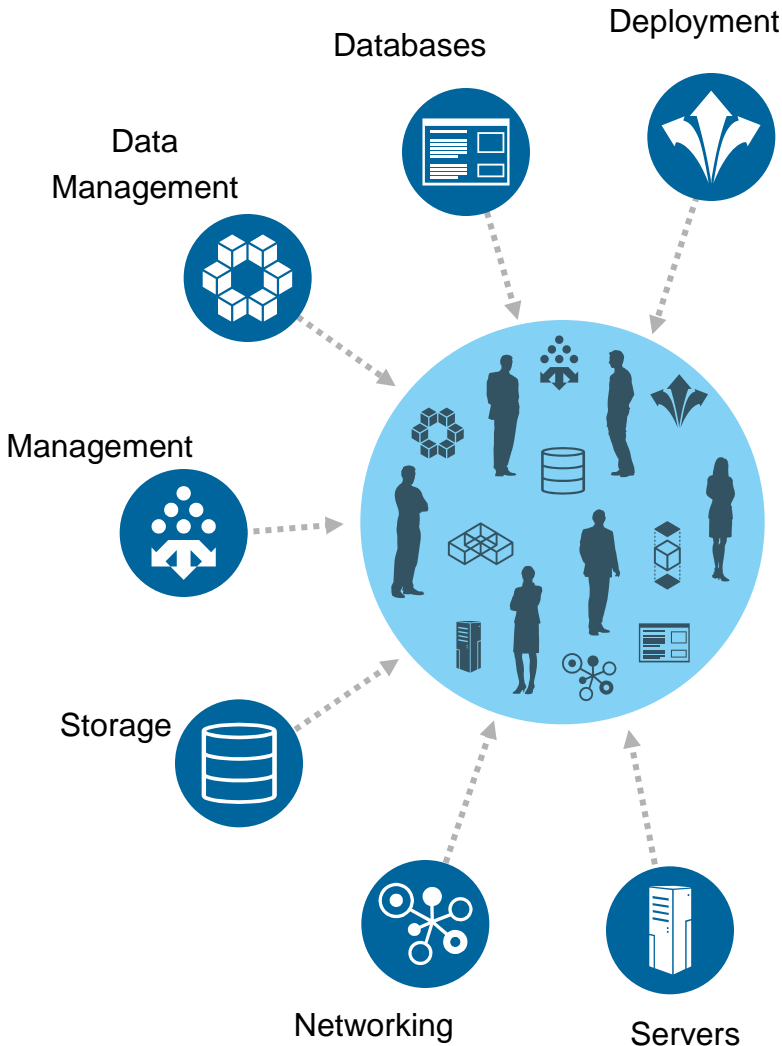 Deployment
Databases
Data
Management
Management
Storage
Networking
Servers